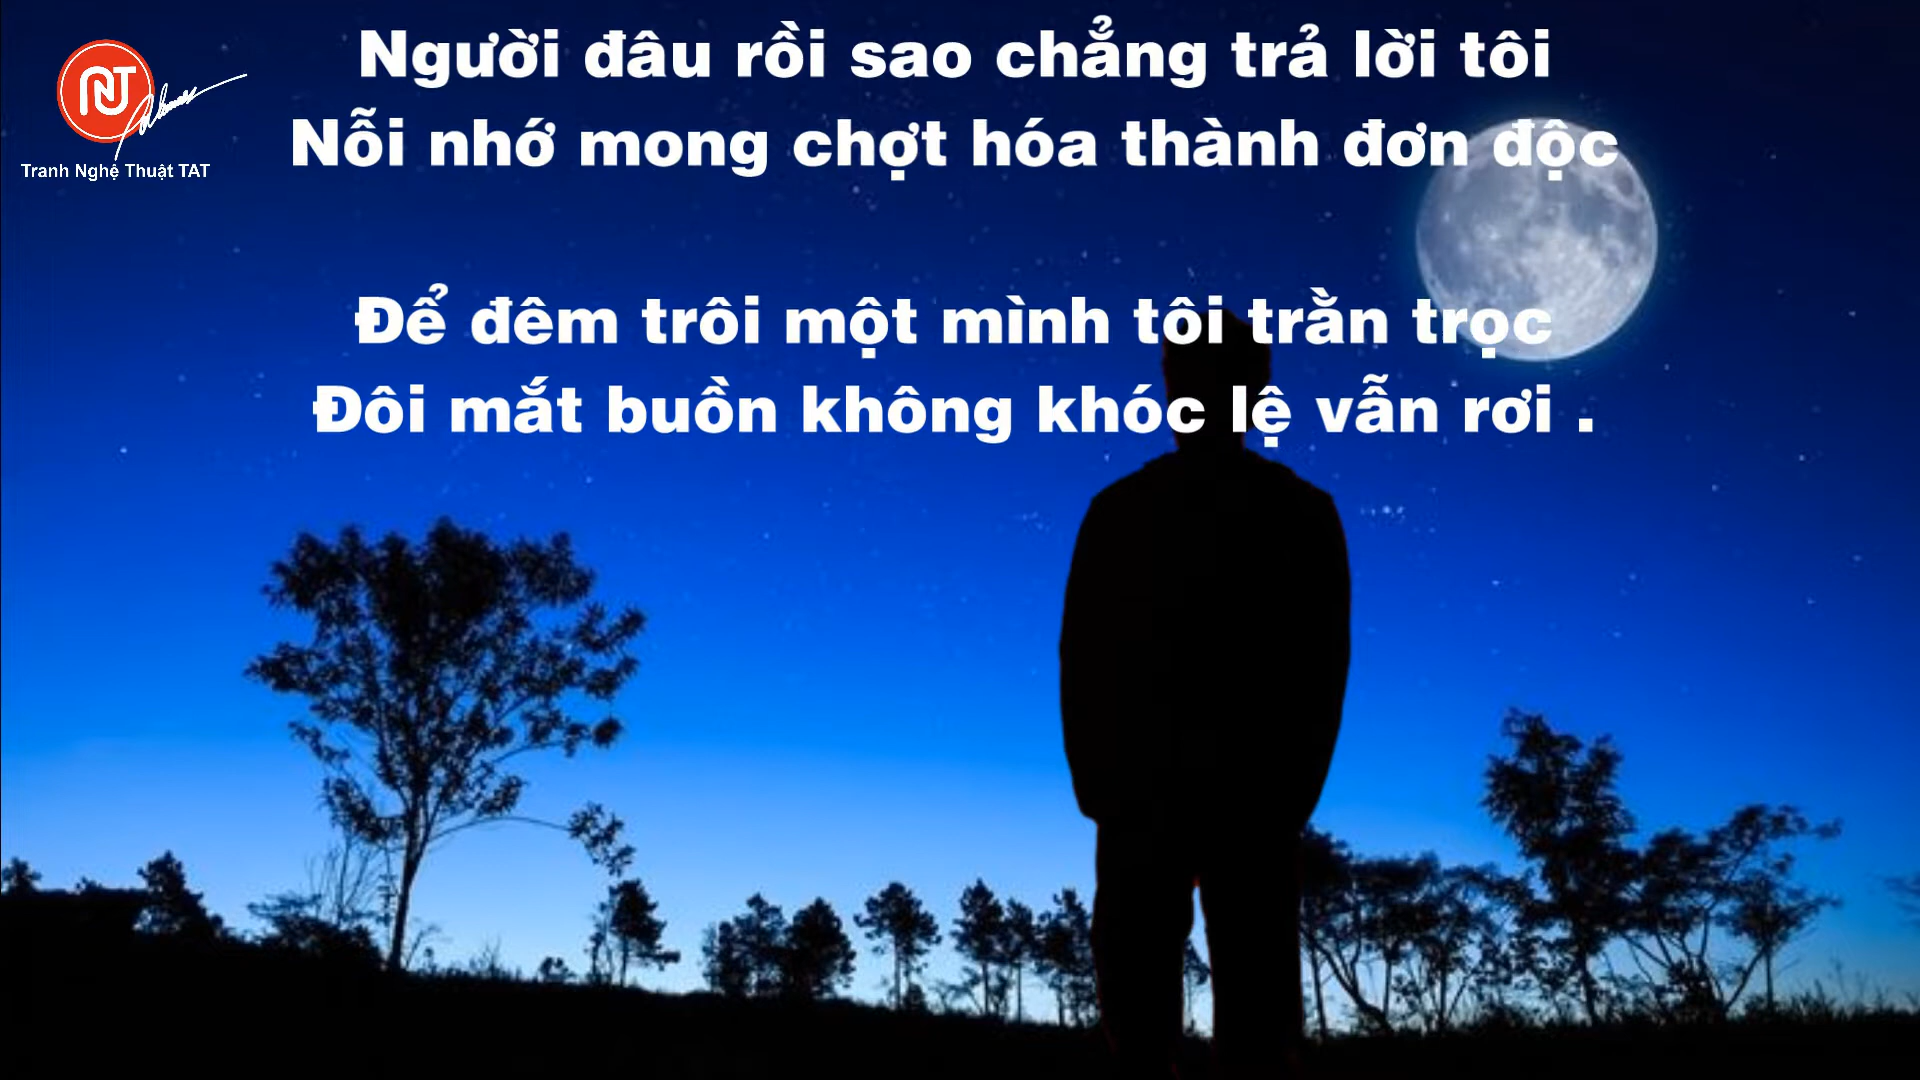 Người đâu rồi sao chẳng trả lời tôi
Nỗi nhớ mong chợt hóa thành đơn độc
Để đêm trôi một mình tôi trằn trọc
Đôi mắt buồn không khóc lệ vẫn rơi .
Tranh Nghệ Thuật TAT